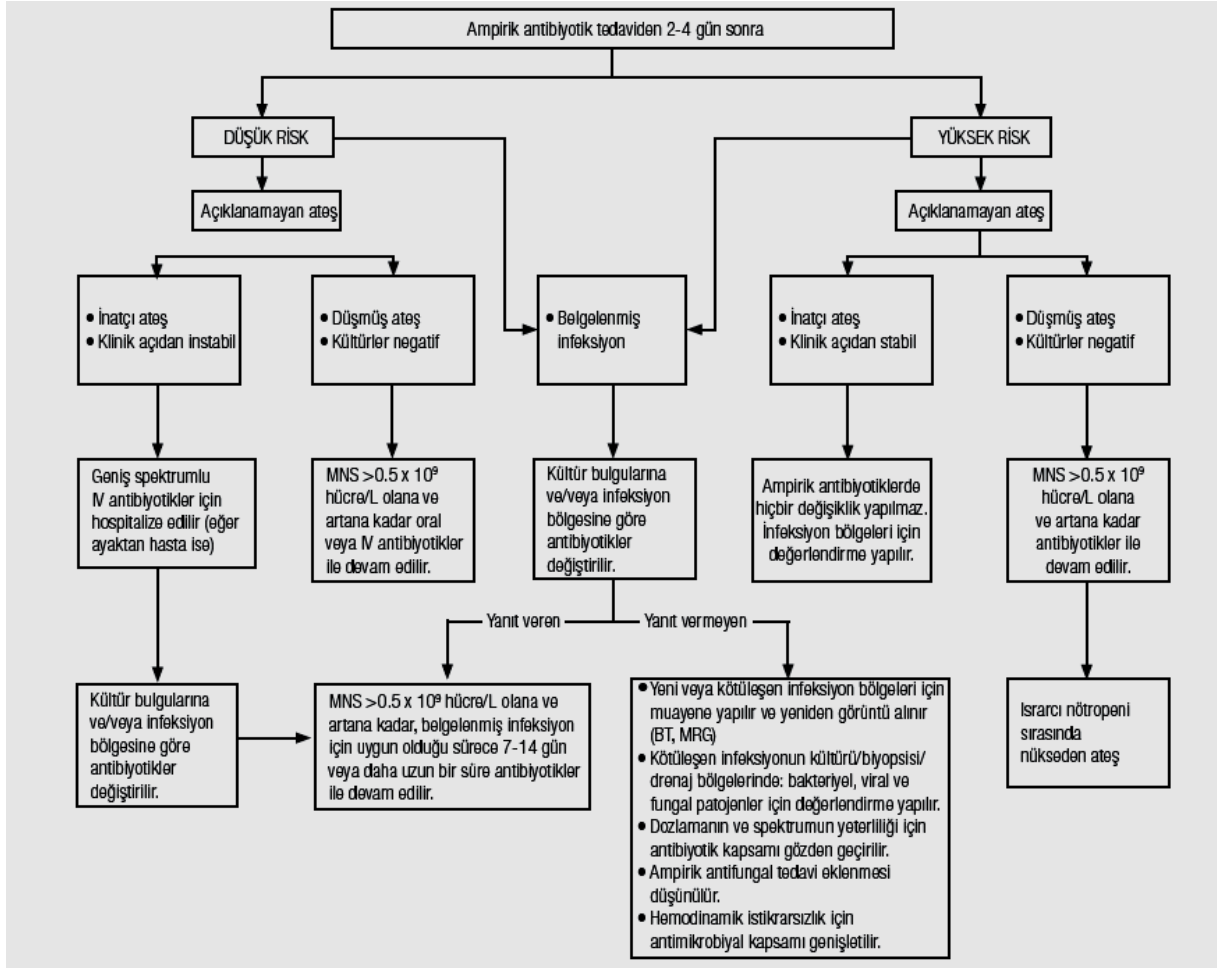 Ampirik antibiyotik tedaviden 2-4 gün sonra
DÜŞÜK RİSK
YÜKSEK RİSK
Açıklanamayan ateş
Açıklanamayan ateş
• İnatçı ateş
• Klinik açıdan instabil
• Düşmüş ateş
• Kültürler negatif
• Belgelenmiş
infeksiyon
• İnatçı ateş
• Klinik açıdan stabil
• Düşmüş ateş
• Kültürler negatif
Geniş spektrumlu
IV antibiyotikler için
hospitalize edilir (eğer
ayaktan hasta ise)
MNS >0.5 x 10⁹
hücre/L olana ve
artana kadar oral
veya IV antibiyotikler
ile devam edilir.
Kültür bulgularına
ve/veya infeksiyon
bölgesine göre
antibiyotikler
değiştirilir.
Ampirik antibiyotiklerde
hiçbir değişiklik yapılmaz.
İnfeksiyon bölgeleri için
değerlendirme yapılır.
MNS >0.5 x 10⁹
hücre/L olana
ve artana kadar
antibiyotikler ile
devam edilir.
Yanıt veren
Yanıt vermeyen
Kültür bulgularına
ve/veya infeksiyon
bölgesine göre
antibiyotikler
değiştirilir.
MNS >0.5 x 10⁹ hücre/L olana ve
artana kadar, belgelenmiş infeksiyon
için uygun olduğu sürece 7-14 gün
veya daha uzun bir süre antibiyotikler
ile devam edilir.
• Yeni veya kötüleşen infeksiyon bölgeleri için
muayene yapılır ve yeniden görüntü alınır
(BT, MRG)
• Kötüleşen infeksiyonun kültürü/biyopsisi/
drenaj bölgelerinde: bakteriyel, viral ve
fungal patojenler için değerlendirme yapılır.
• Dozlamanın ve spektrumun yeterliliği için
antibiyotik kapsamı gözden geçirilir.
• Ampirik antifungal tedavi eklenmesi
düşünülür.
• Hemodinamik istikrarsızlık için
antimikrobiyal kapsamı genişletilir.
Israrcı nötropeni
sırasında
nükseden ateş